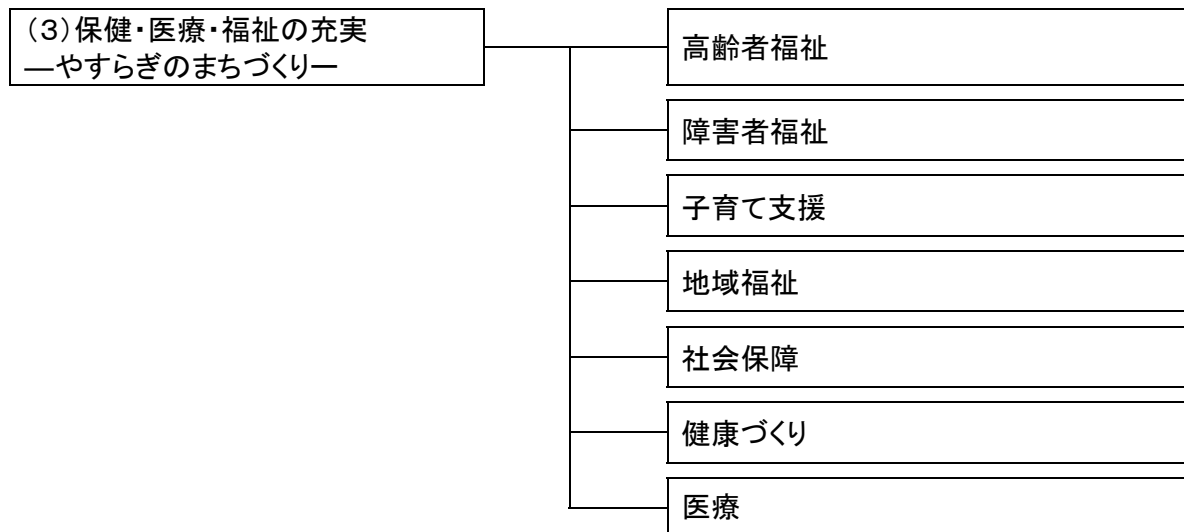 （３）保健・医療・福祉の充実
―やすらぎのまちづくりー
高齢者福祉
障害者福祉
子育て支援
地域福祉
社会保障
健康づくり
医療